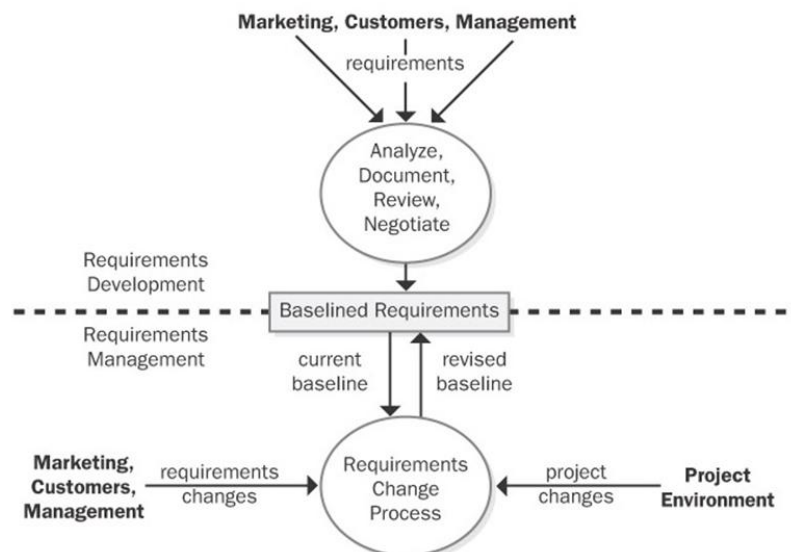 Marketing, Customers, Management
requirements
Analyze,
Document,
Review,
Negotiate
Requirements
Development
Baselined Requirements
Requirements
Management
current
baseline
revised
baseline
Marketing,
Customers,
Management
requirements
changes
Requirements
Change
Process
project
changes
Project
Environment